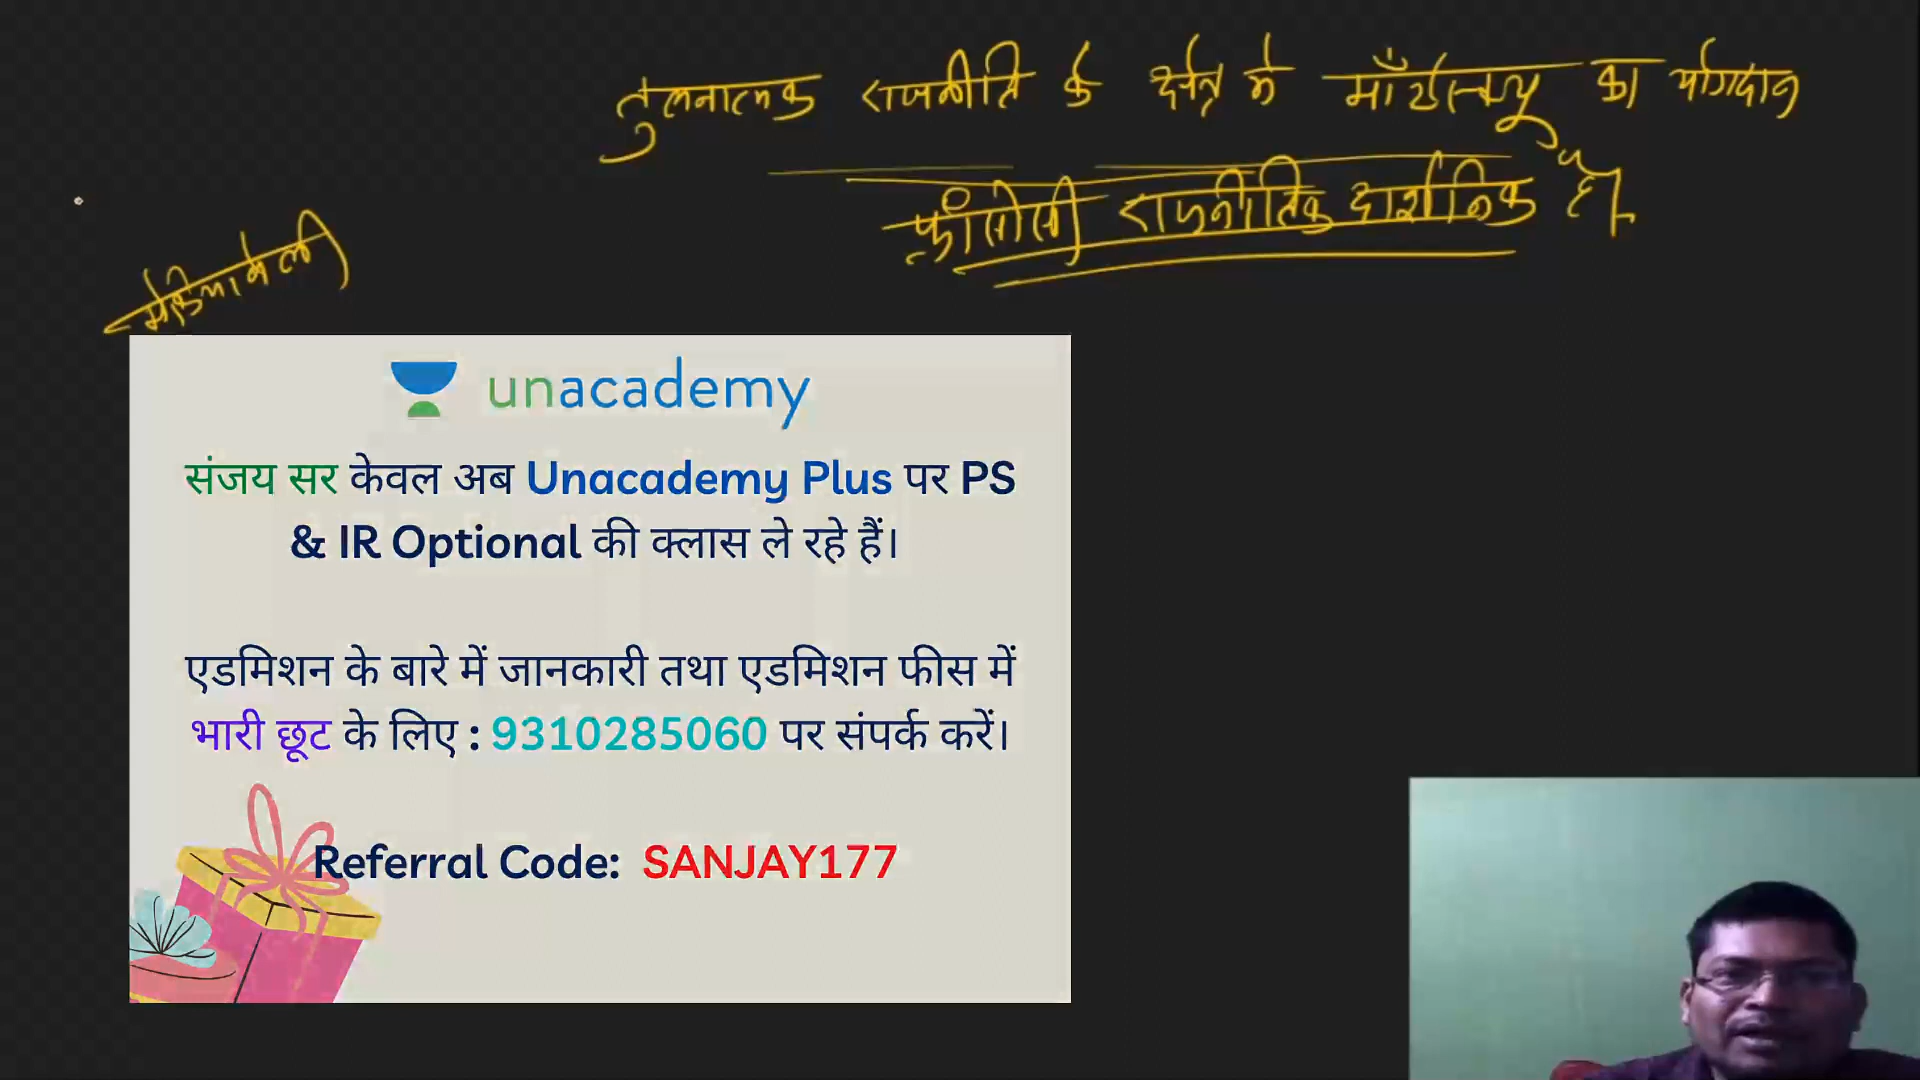 तुलनात्मक राजनीति के क्षेत्र मे मॉण्टेस्क्यू का योगदान
फ्रांसीसी राजनीतिक दार्शनिक है।
मेकियावेली
unacademy
संजय सर केवल अब Unacademy Plus पर PS
& IR Optional की क्लास ले रहे हैं।
एडमिशन के बारे में जानकारी तथा एडमिशन फीस में
भारी छूट के लिए : 9310285060 पर संपर्क करें।
Referral Code: SANJAY177